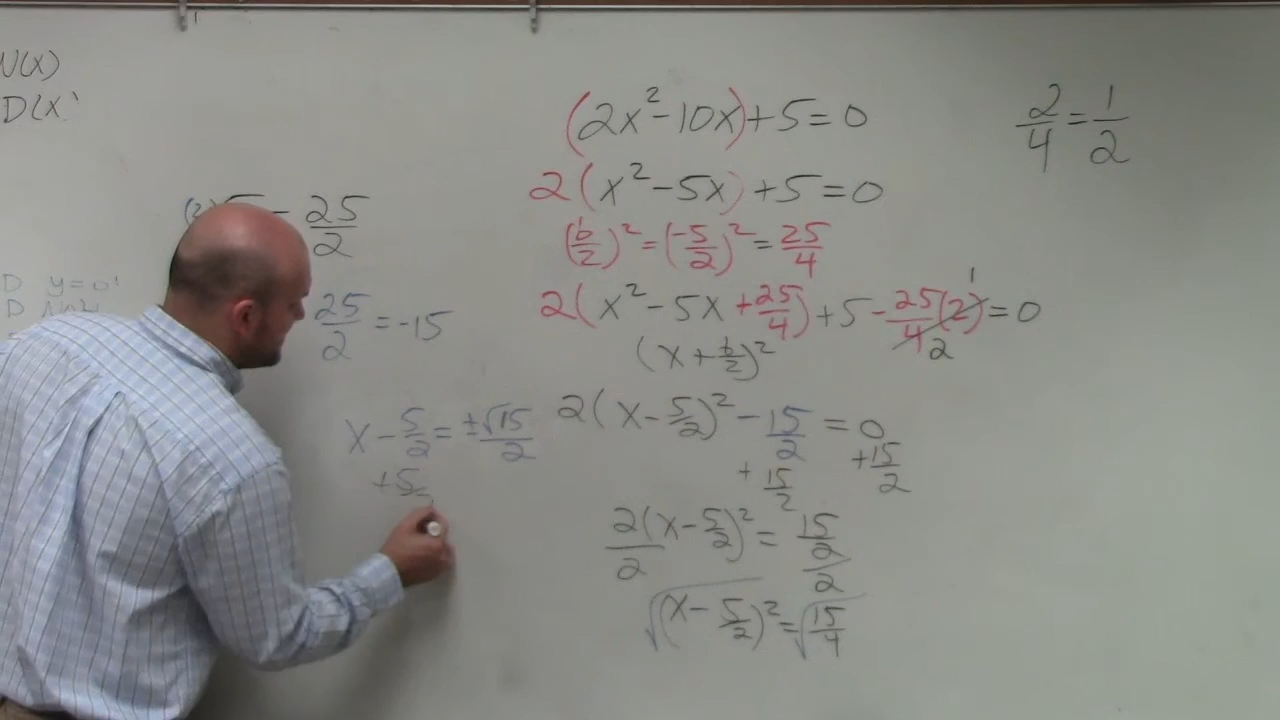 N(x)
D(x)
(2x² - 10x) + 5 = 0
2/4 = 1/2
2(x² - 5x) + 5 = 0
- 25/2
(b/2)² = (-5/2)² = 25/4
D y = 0
D
25/2 = -15
2(x² - 5x + 25/4) + 5 - 25/4(2) = 0
1
2
(x + b/2)²
x - 5/2 = ±√15/2
2(x - 5/2)² - 15/2 = 0
+ 15/2 + 15/2
+ 5
2(x - 5/2)²/2 = 15/2/2
√(x - 5/2)² = √15/4